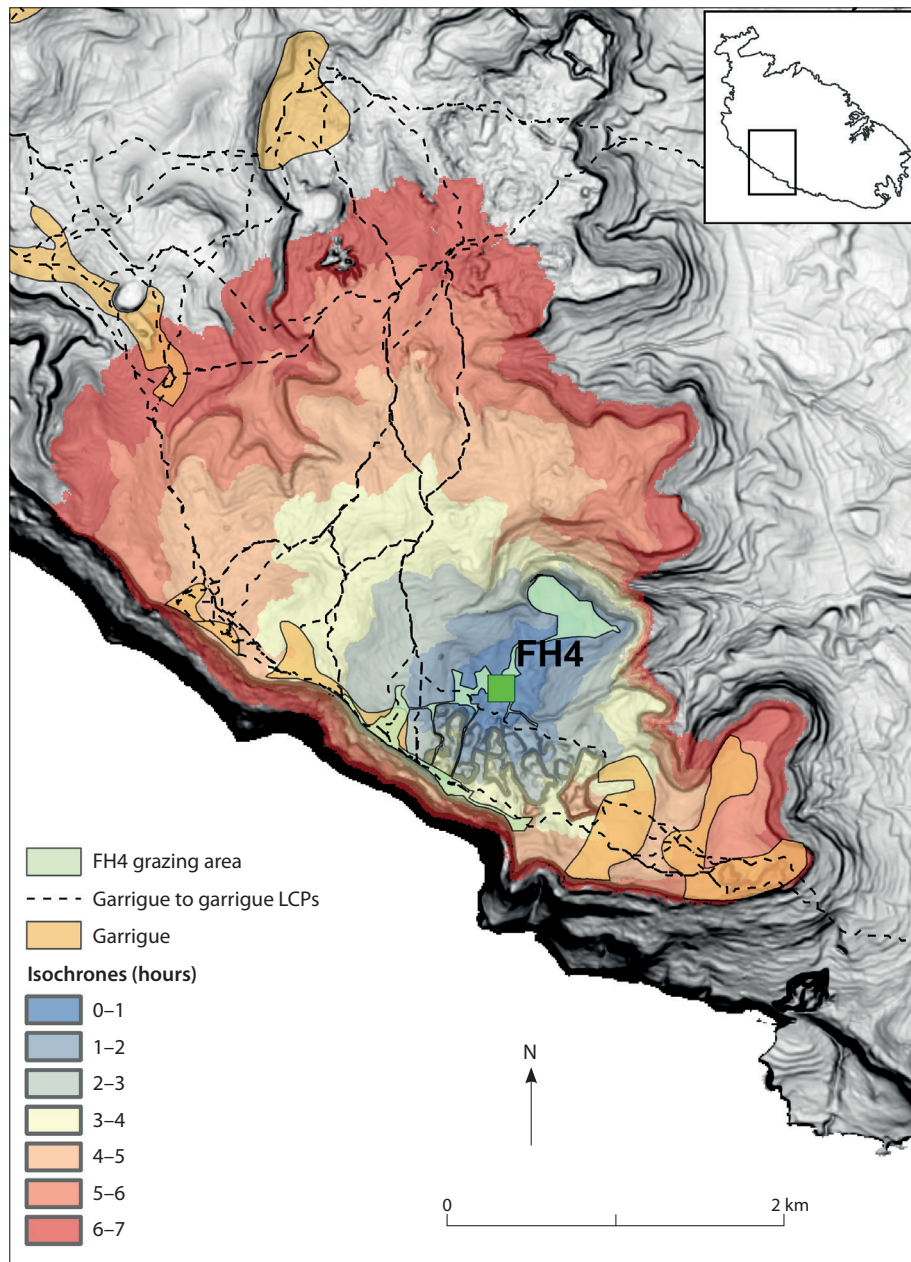 FH4
FH4 grazing area
Garrigue to garrigue LCPs
Garrigue
Isochrones (hours)
0–1
1–2
2–3
3–4
4–5
5–6
6–7
N
0
2 km